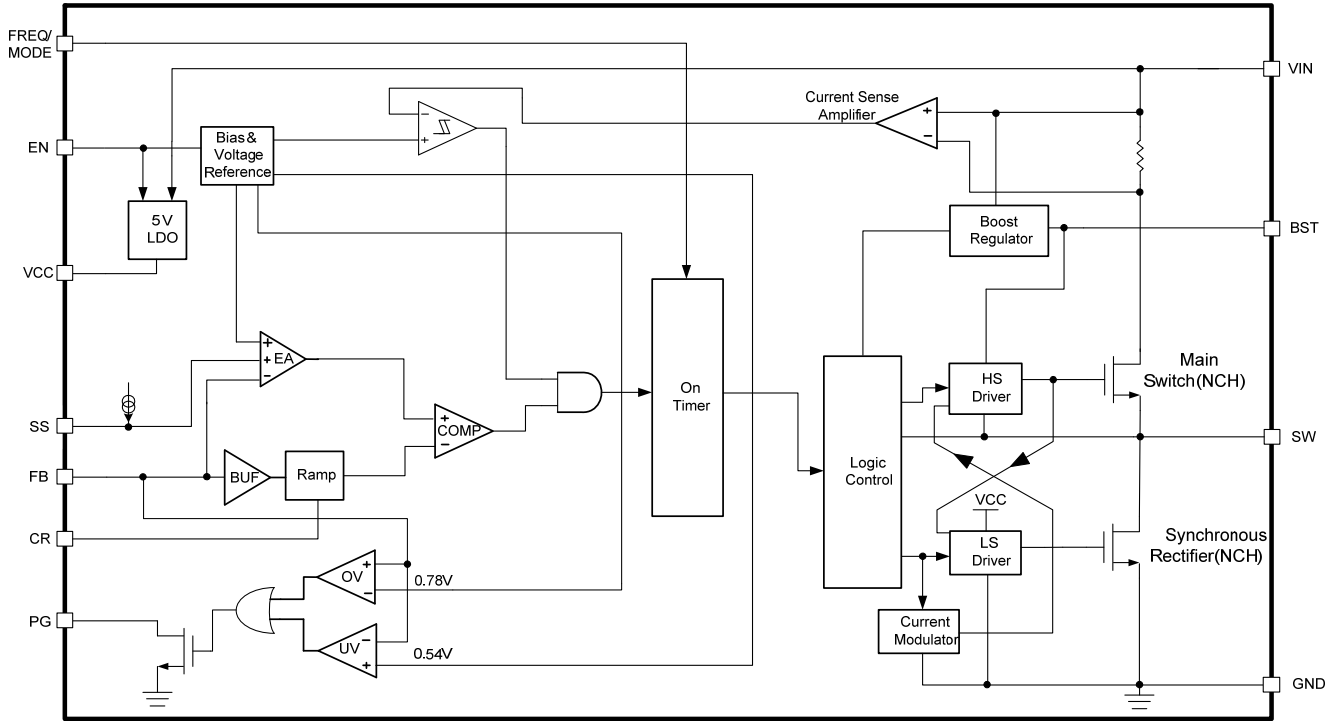 FREQ/
MODE
VIN
Current Sense
Amplifier
+
−
−
+
EN
Bias&
Voltage
Reference
5V
LDO
VCC
Boost
Regulator
BST
+
+
−
EA
SS
FB
BUF
Ramp
+
−
COMP
CR
On
Timer
Logic
Control
HS
Driver
Main
Switch(NCH)
SW
VCC
LS
Driver
Synchronous
Rectifier(NCH)
+
−
OV
0.78V
PG
UV
−
+
0.54V
Current
Modulator
GND